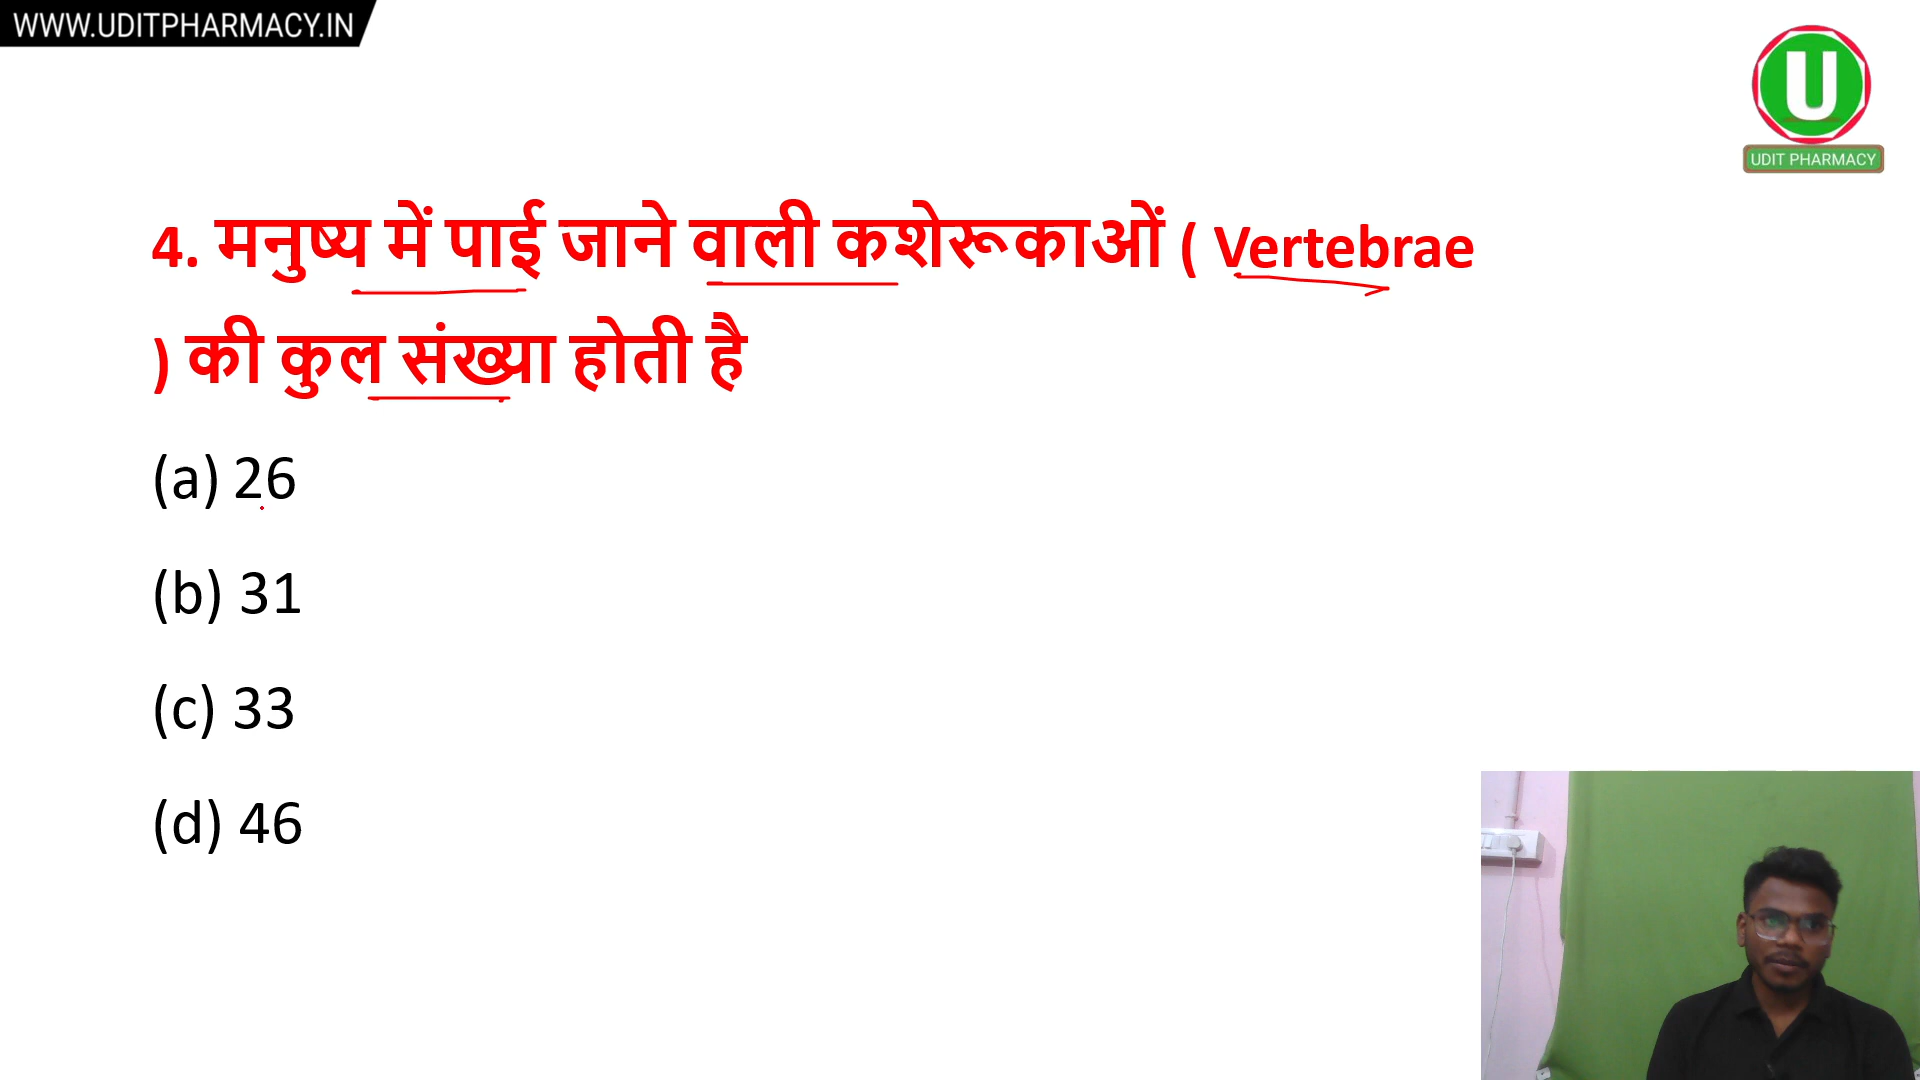 WWW.UDITPHARMACY.IN
U
UDIT PHARMACY
4. मनुष्य में पाई जाने वाली कशेरूकाओं ( Vertebrae
) की कुल संख्या होती है
(a) 26
(b) 31
(c) 33
(d) 46